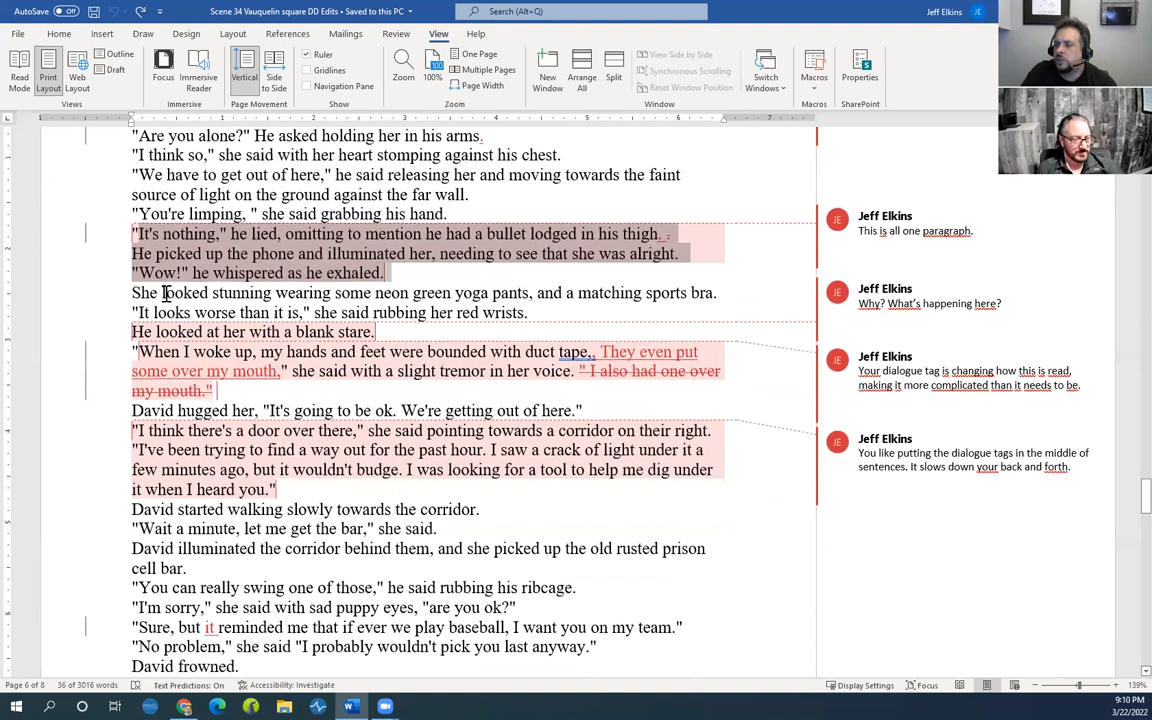 AutoSave
Off
Scene 34 Vauquelin square DD Edits • Saved to this PC
Search (Alt+Q)
Jeff Elkins
JE
File
Home
Insert
Draw
Design
Layout
References
Mailings
Review
View
Help
Read Mode
Print Layout
Web Layout
Outline
Draft
Views
Focus
Immersive Reader
Immersive
Vertical
Side to Side
Page Movement
Ruler
Gridlines
Navigation Pane
Show
Zoom
100%
One Page
Multiple Pages
Page Width
Zoom
New Window
Arrange All
Split
View Side by Side
Synchronous Scrolling
Reset Window Position
Window
Switch Windows
Macros
Macros
Properties
SharePoint
1 1 2 3 4 5 6 7
"Are you alone?" He asked holding her in his arms.
"I think so," she said with her heart stomping against his chest.
"We have to get out of here," he said releasing her and moving towards the faint
source of light on the ground against the far wall.
"You're limping, " she said grabbing his hand.
"It's nothing," he lied, omitting to mention he had a bullet lodged in his thigh. .
He picked up the phone and illuminated her, needing to see that she was alright.
"Wow!" he whispered as he exhaled.
She looked stunning wearing some neon green yoga pants, and a matching sports bra.
"It looks worse than it is," she said rubbing her red wrists.
He looked at her with a blank stare.
"When I woke up, my hands and feet were bounded with duct tape,. They even put
some over my mouth," she said with a slight tremor in her voice. " I also had one over
my mouth."
David hugged her, "It's going to be ok. We're getting out of here."
"I think there's a door over there," she said pointing towards a corridor on their right.
"I've been trying to find a way out for the past hour. I saw a crack of light under it a
few minutes ago, but it wouldn't budge. I was looking for a tool to help me dig under
it when I heard you."
David started walking slowly towards the corridor.
"Wait a minute, let me get the bar," she said.
David illuminated the corridor behind them, and she picked up the old rusted prison
cell bar.
"You can really swing one of those," he said rubbing his ribcage.
"I'm sorry," she said with sad puppy eyes, "are you ok?"
"Sure, but it reminded me that if ever we play baseball, I want you on my team."
"No problem," she said "I probably wouldn't pick you last anyway."
David frowned.
JE
Jeff Elkins
This is all one paragraph.
JE
Jeff Elkins
Why? What's happening here?
JE
Jeff Elkins
Your dialogue tag is changing how this is read,
making it more complicated than it needs to be.
JE
Jeff Elkins
You like putting the dialogue tags in the middle of
sentences. It slows down your back and forth.
Page 6 of 8
36 of 3016 words
Text Predictions: On
Accessibility: Investigate
Display Settings
Focus
139%
9:10 PM
3/22/2022